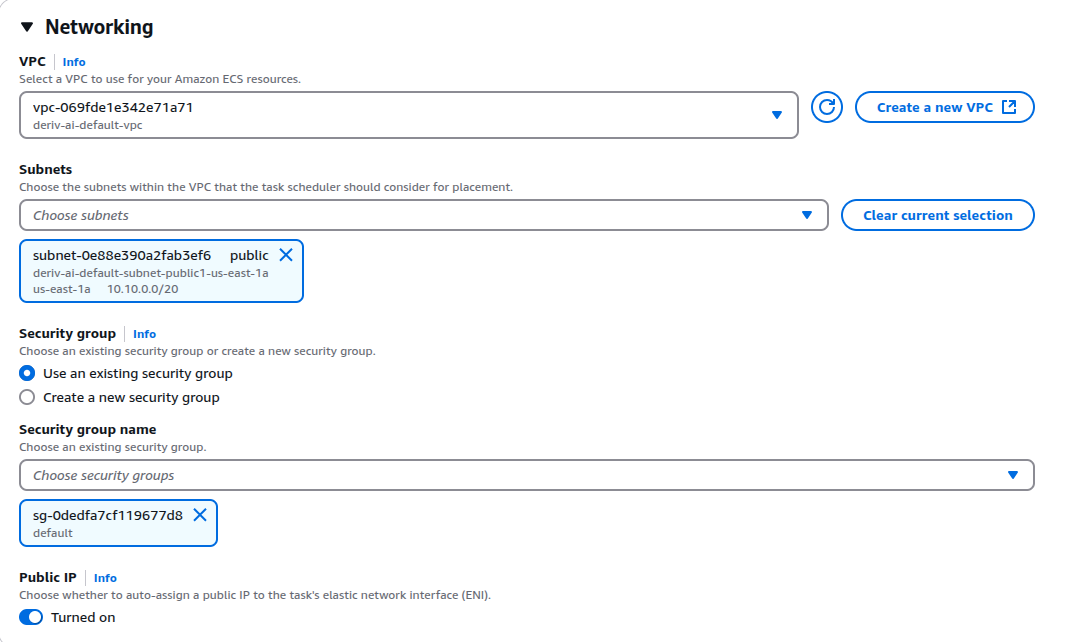 Networking
VPC Info
Select a VPC to use for your Amazon ECS resources.
vpc-069fde1e342e71a71
deriv-ai-default-vpc
Create a new VPC
Subnets
Choose the subnets within the VPC that the task scheduler should consider for placement.
Choose subnets
Clear current selection
subnet-0e88e390a2fab3ef6 public
deriv-ai-default-subnet-public1-us-east-1a
us-east-1a 10.10.0.0/20
Security group Info
Choose an existing security group or create a new security group.
Use an existing security group
Create a new security group
Security group name
Choose an existing security group.
Choose security groups
sg-0dedfa7cf119677d8
default
Public IP Info
Choose whether to auto-assign a public IP to the task's elastic network interface (ENI).
Turned on